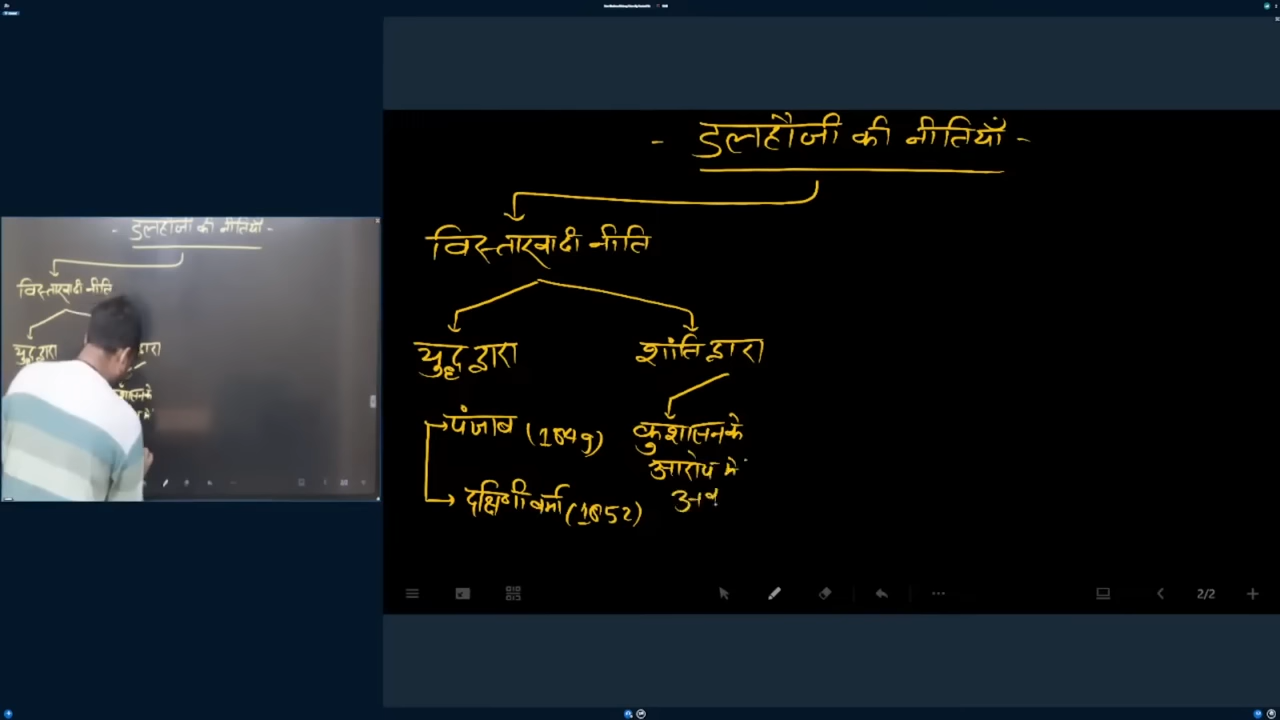 - डलहौजी की नीतियाँ -
विस्तारवादी नीति
युद्ध द्वारा
शांति द्वारा
पंजाब (1849)
दक्षिणी बर्मा (1852)
कुशासन के
आरोप में
अव
2/2